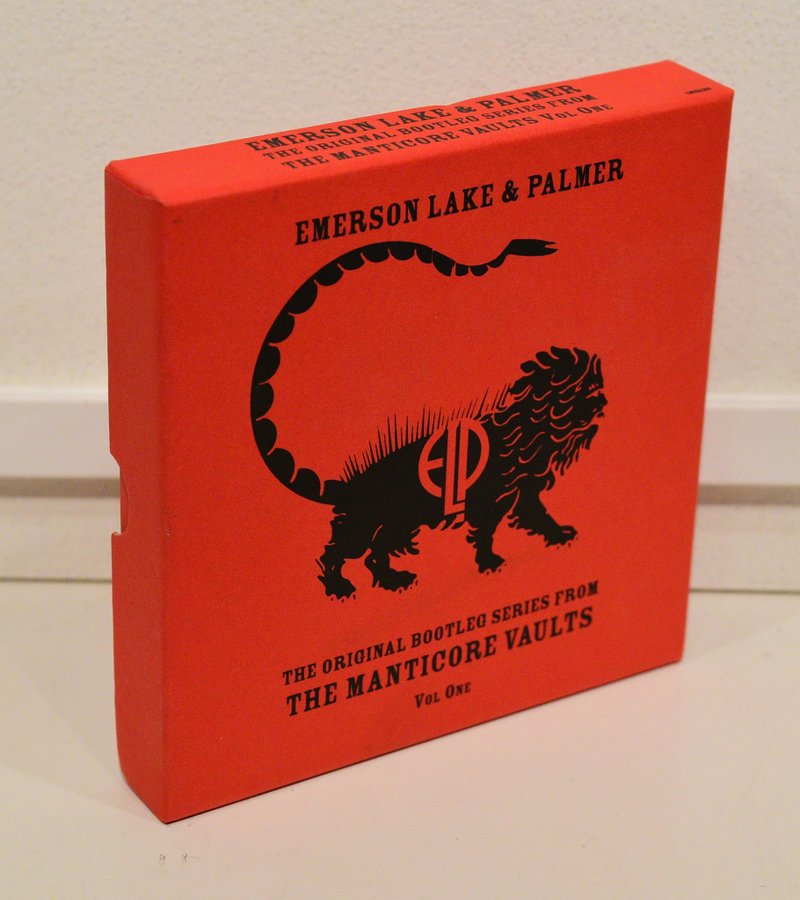 EMERSON LAKE & PALMER
THE ORIGINAL BOOTLEG SERIES FROM
THE MANTICORE VAULTS VOL ONE
EMERSON LAKE & PALMER
ELP
THE ORIGINAL BOOTLEG SERIES FROM
THE MANTICORE VAULTS
VOL ONE